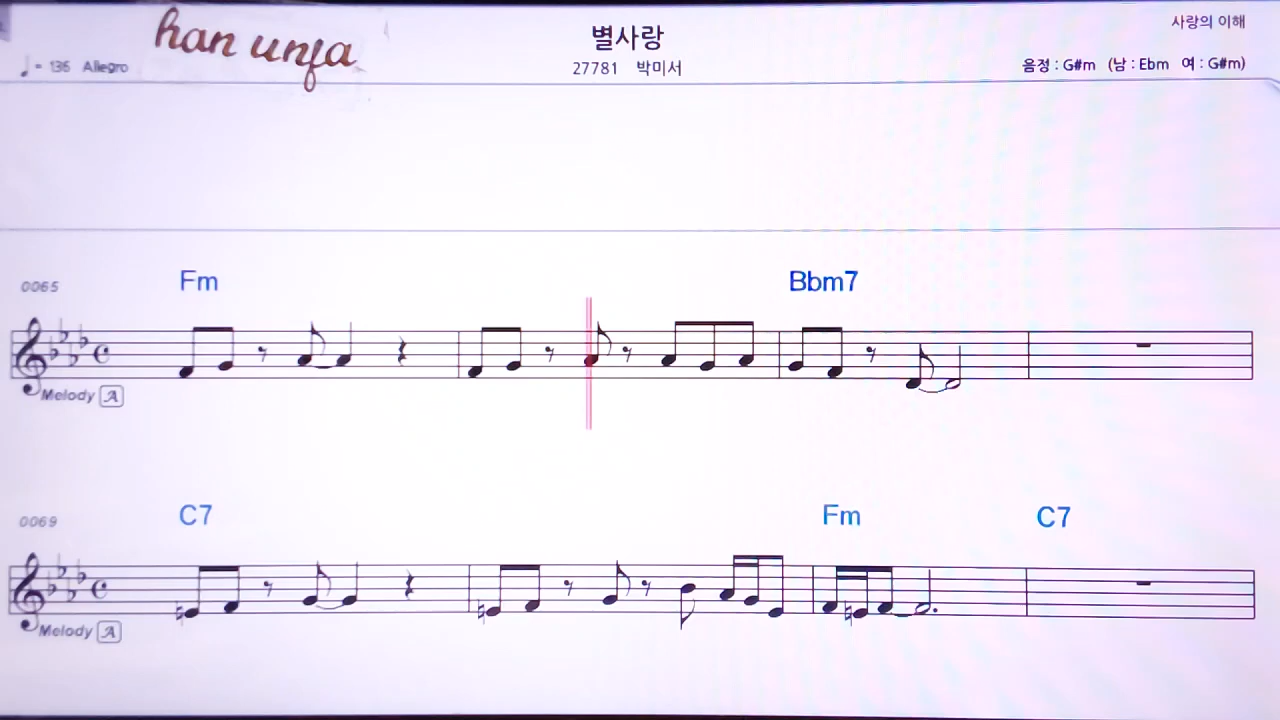 han unfa
별사랑
사랑의 이해
♩ = 136 Allegro
27781 박미서
음정 : G#m (남 : Ebm 여 : G#m)
0065 Fm Bbm7
Melody A
0069 C7 Fm C7
Melody A